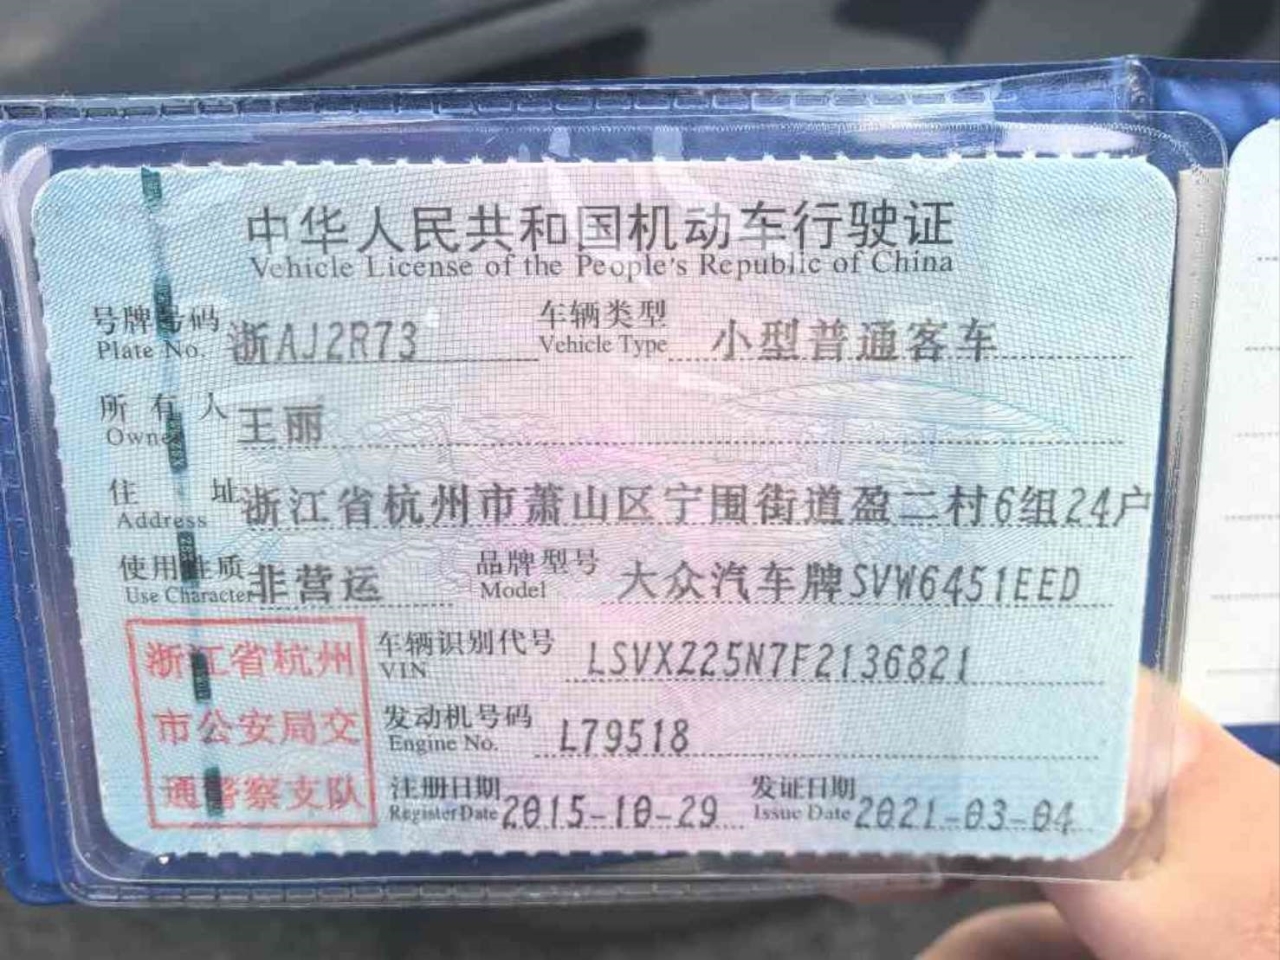 中华人民共和国机动车行驶证
Vehicle License of the People's Republic of China
号牌号码 浙AJ2R73 车辆类型 小型普通客车
Plate No. Vehicle Type
所有人 王丽
Owner
住址 浙江省杭州市萧山区宁围街道盈二村6组24户
Address
使用性质 非营运 品牌型号 大众汽车牌SVW6451EED
Use Character Model
浙江省杭州
市公安局交
通警察支队
车辆识别代号 LSVXZ25N7F2136821
VIN
发动机号码 L79518
Engine No.
注册日期 2015-10-29 发证日期 2021-03-04
Register Date Issue Date